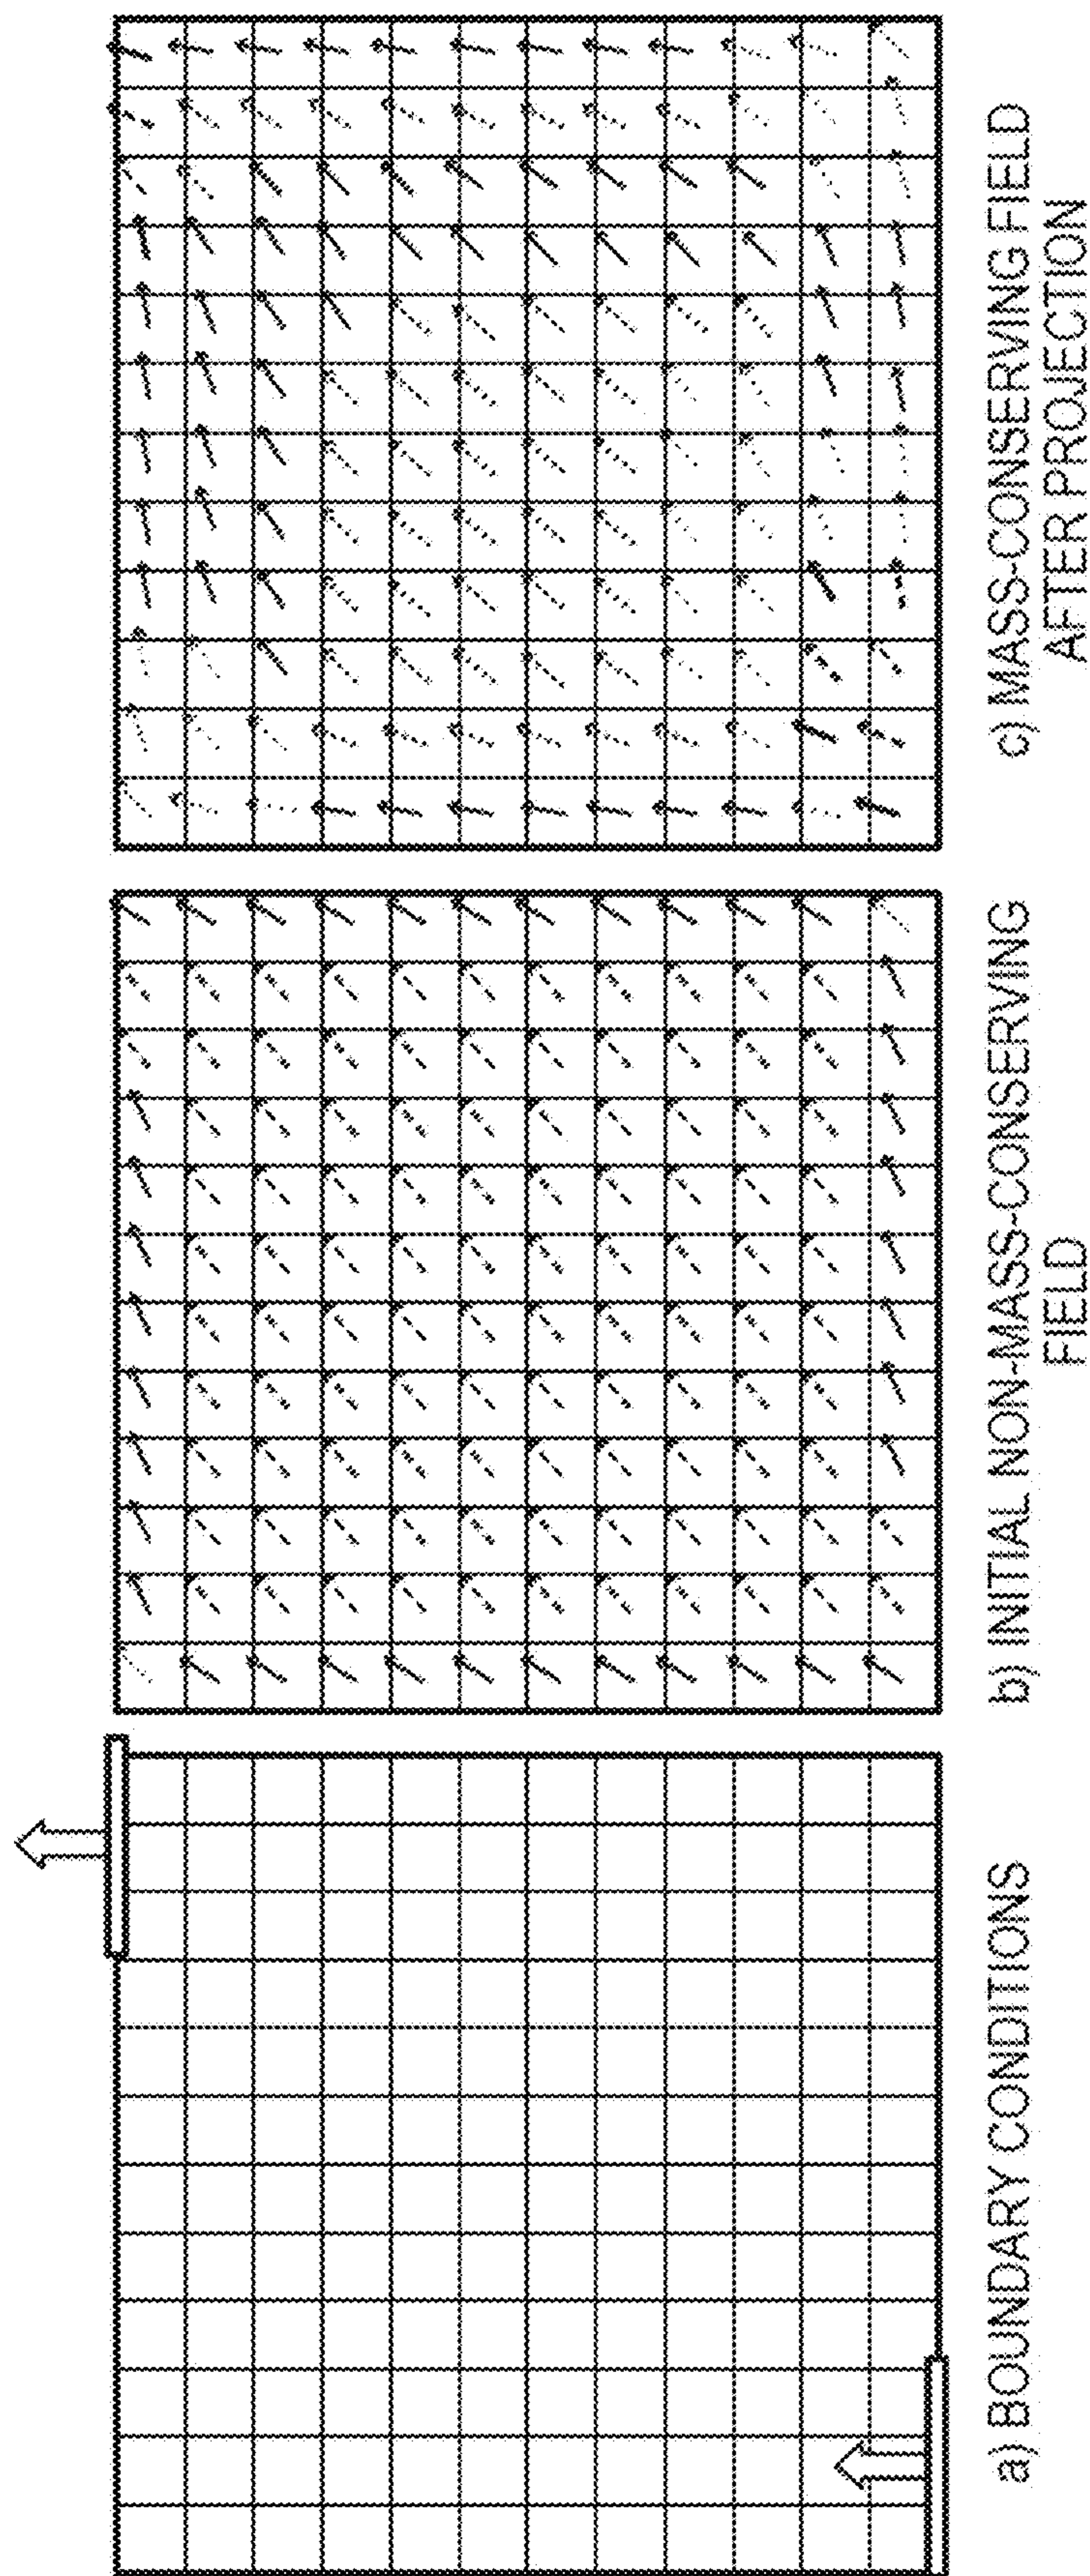 a) BOUNDARY CONDITIONS
b) INITIAL NON-MASS-CONSERVING
FIELD
c) MASS-CONSERVING FIELD
AFTER PROJECTION